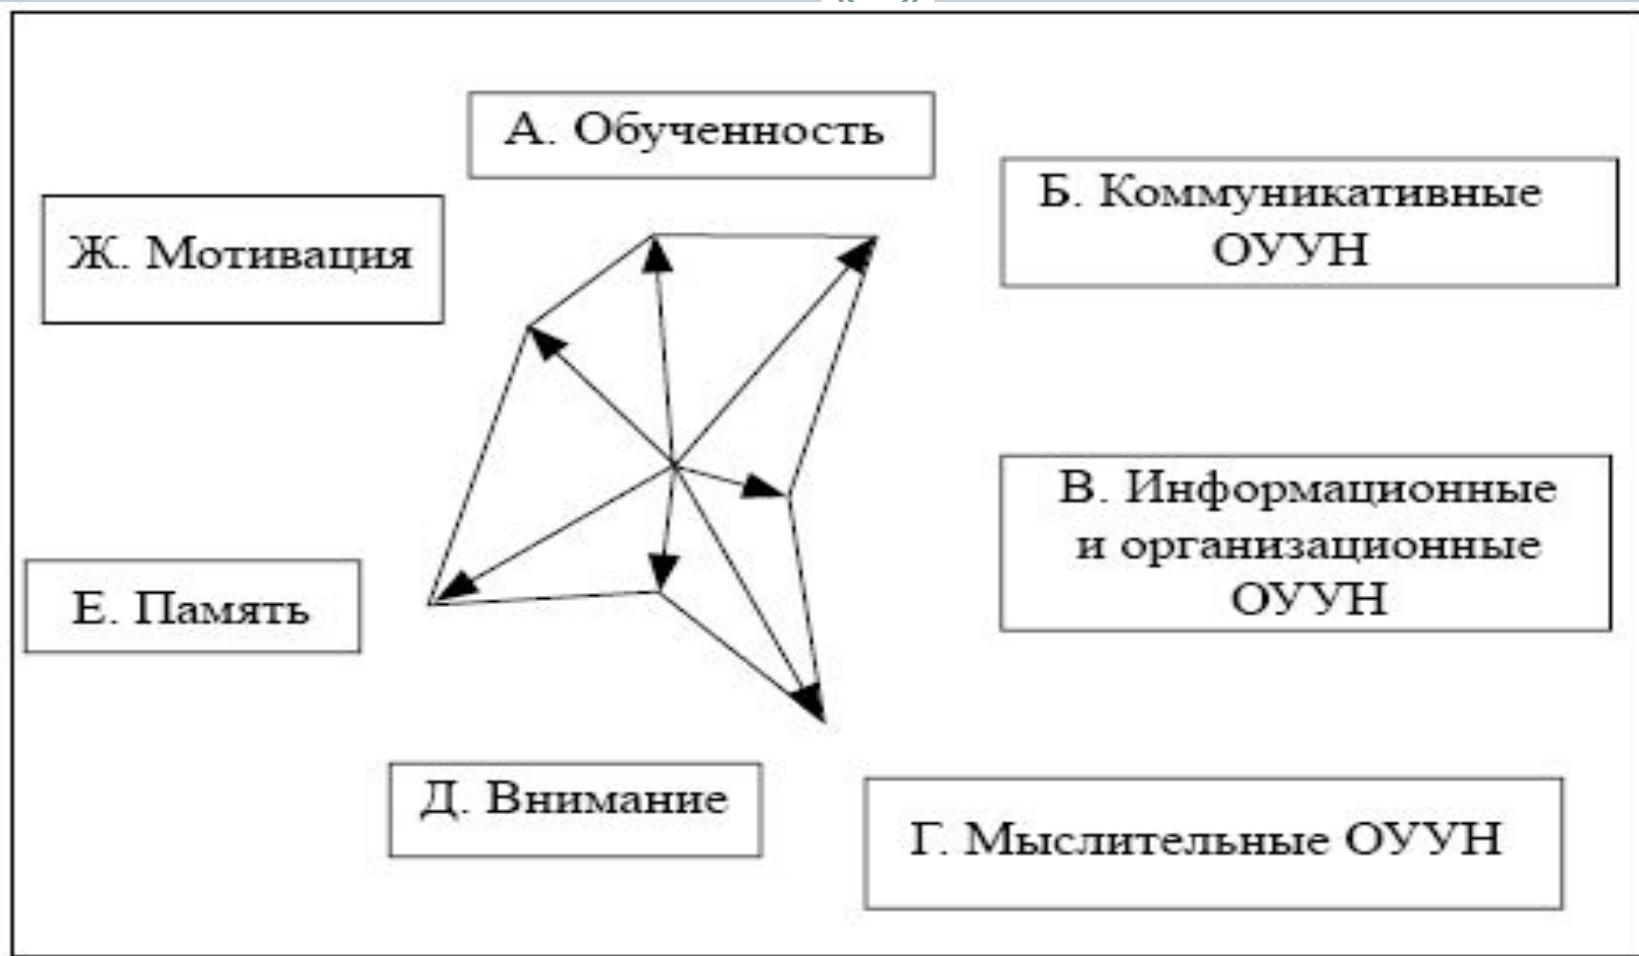 А. Обученность
Б. Коммуникативные
ОУУН
Ж. Мотивация
В. Информационные
и организационные
ОУУН
Е. Память
Д. Внимание
Г. Мыслительные ОУУН